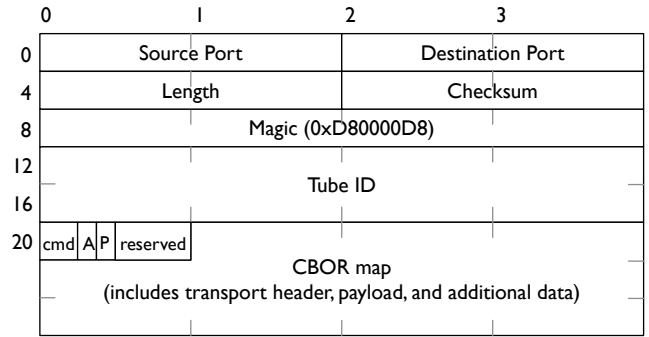 0 1 2 3
0 Source Port Destination Port
4 Length Checksum
8 Magic (0xD80000D8)
12
Tube ID
16
20 cmd A P reserved
CBOR map
(includes transport header, payload, and additional data)